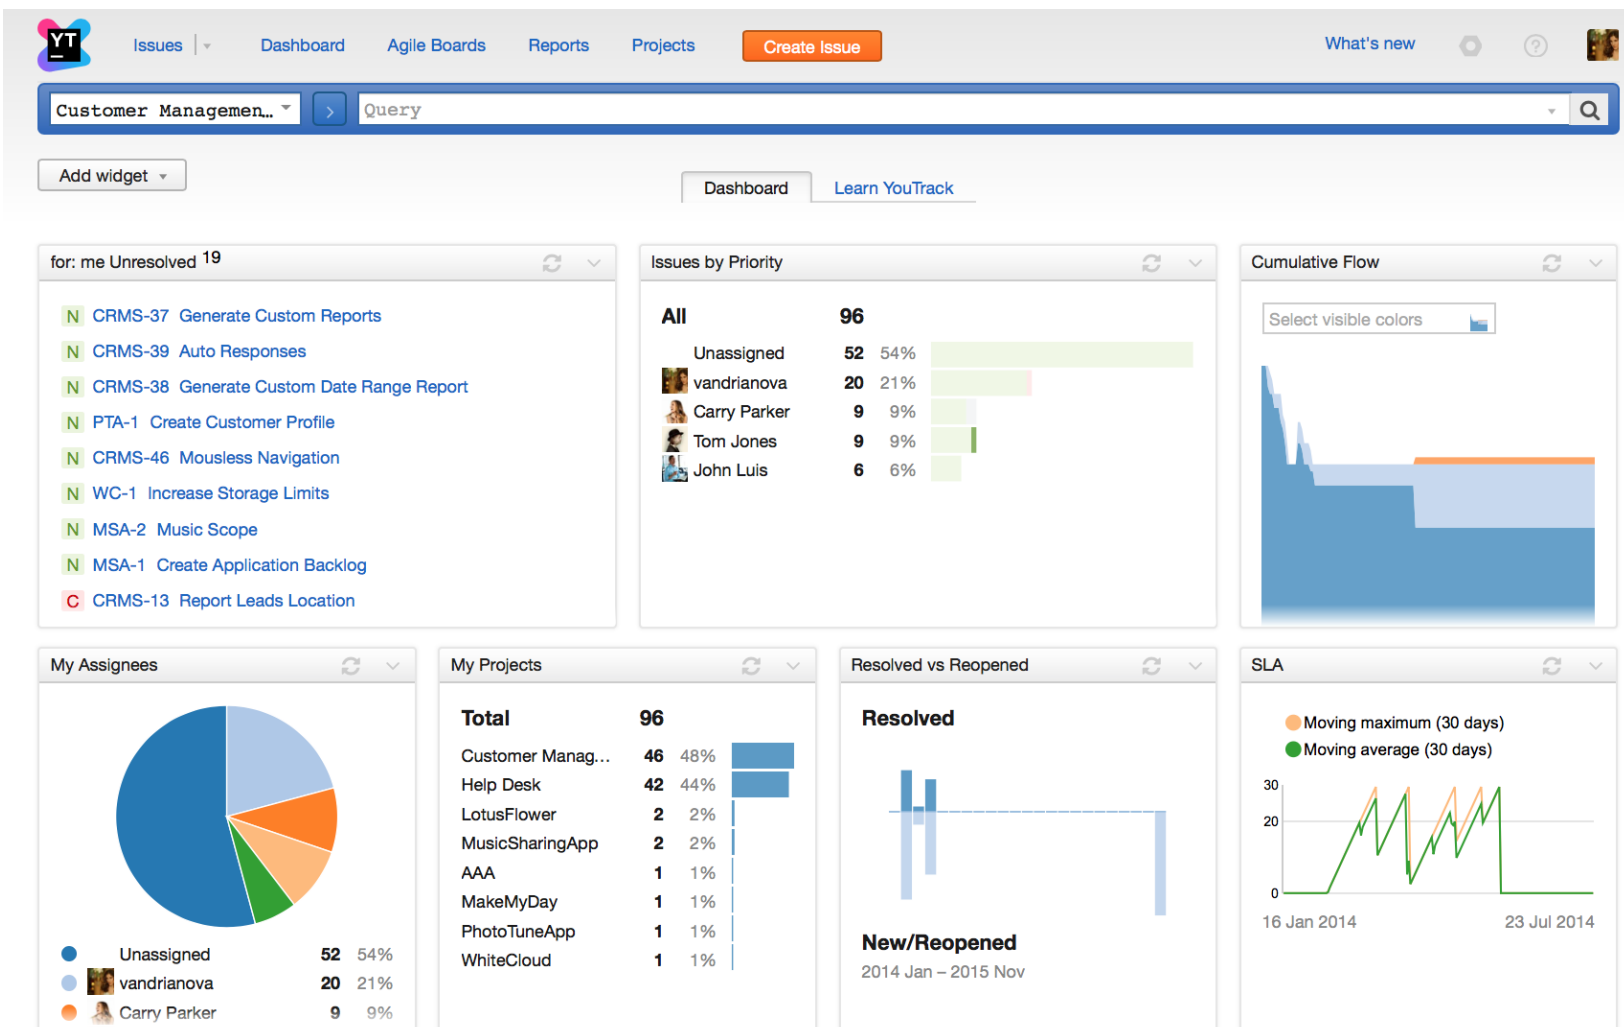 YT
Issues
Dashboard
Agile Boards
Reports
Projects
Create Issue
What's new
?
Customer Managemen...
>
Query
Add widget
Dashboard
Learn YouTrack
for: me Unresolved 19
N CRMS-37 Generate Custom Reports
N CRMS-39 Auto Responses
N CRMS-38 Generate Custom Date Range Report
N PTA-1 Create Customer Profile
N CRMS-46 Mousless Navigation
N WC-1 Increase Storage Limits
N MSA-2 Music Scope
N MSA-1 Create Application Backlog
C CRMS-13 Report Leads Location
Issues by Priority
All 96
Unassigned 52 54%
vandrianova 20 21%
Carry Parker 9 9%
Tom Jones 9 9%
John Luis 6 6%
Cumulative Flow
Select visible colors
My Assignees
Unassigned 52 54%
vandrianova 20 21%
Carry Parker 9 9%
My Projects
Total 96
Customer Manag... 46 48%
Help Desk 42 44%
LotusFlower 2 2%
MusicSharingApp 2 2%
AAA 1 1%
MakeMyDay 1 1%
PhotoTuneApp 1 1%
WhiteCloud 1 1%
Resolved vs Reopened
Resolved
New/Reopened
2014 Jan – 2015 Nov
SLA
Moving maximum (30 days)
Moving average (30 days)
30
20
0
16 Jan 2014
23 Jul 2014